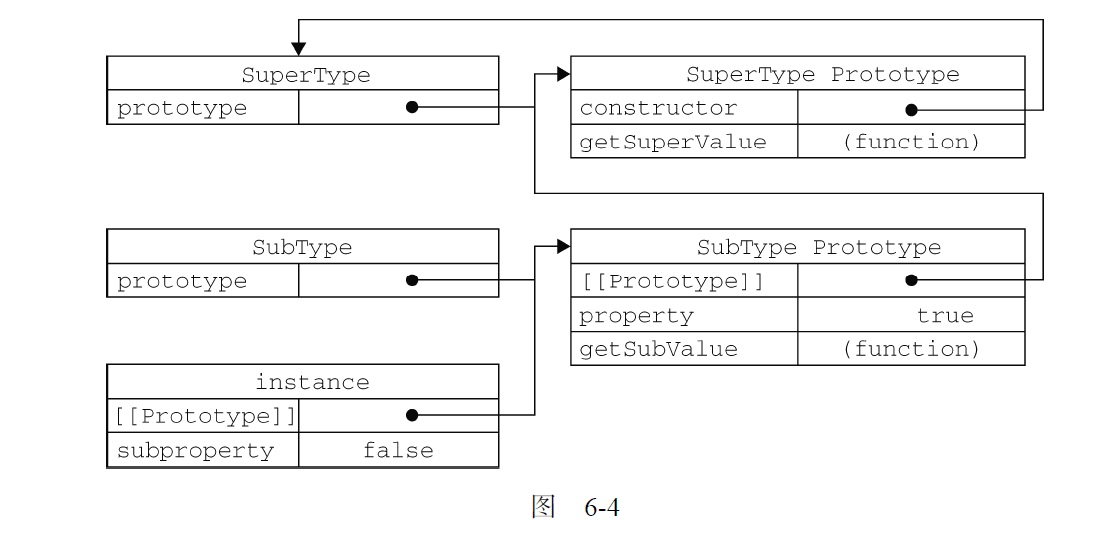 SuperType
prototype
SuperType Prototype
constructor
getSuperValue (function)
SubType
prototype
SubType Prototype
[[Prototype]]
property true
getSubValue (function)
instance
[[Prototype]]
subproperty false
图 6-4